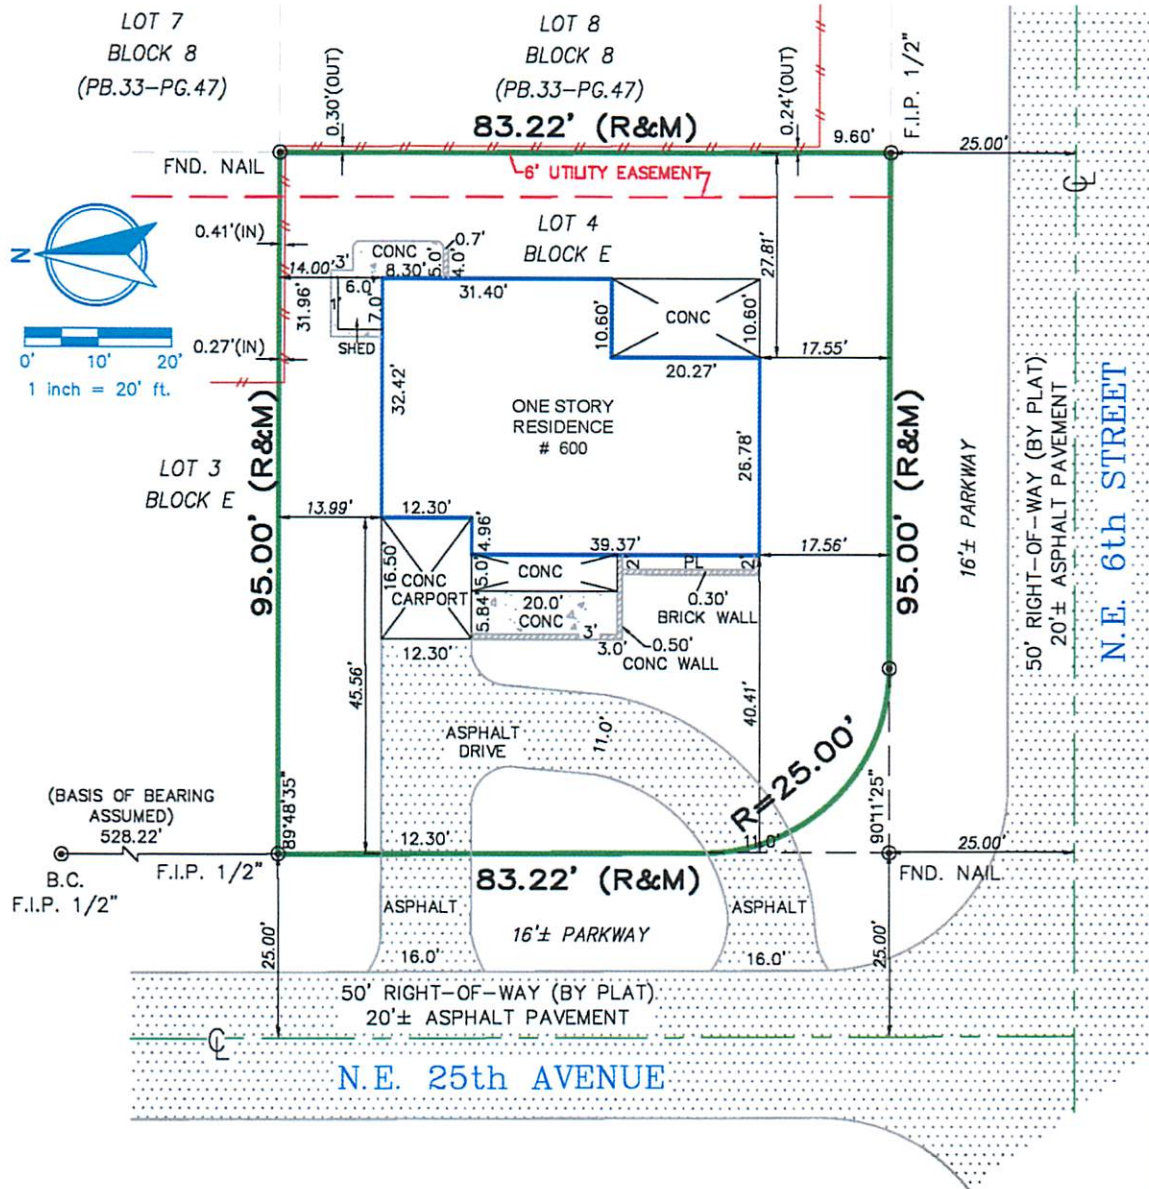 LOT 7
BLOCK 8
(PB.33-PG.47)
LOT 8
BLOCK 8
(PB.33-PG.47)
0.30'(OUT)
83.22' (R&M)
0.24'(OUT)
9.60'
F.I.P. 1/2"
25.00'
FND. NAIL
6' UTILITY EASEMENT
CL
N
0.41'(IN)
LOT 4
BLOCK E
CONC
0.7'
8.30'
5.0'
4.0'
14.00'
3'
6.0'
7.0'
1'
31.40'
27.81'
31.96'
SHED
10.60'
CONC
10.60'
0' 10' 20'
1 inch = 20' ft.
0.27'(IN)
20.27'
17.55'
32.42'
ONE STORY
RESIDENCE
# 600
95.00' (R&M)
26.78'
95.00' (R&M)
16'± PARKWAY
50' RIGHT-OF-WAY (BY PLAT)
20'± ASPHALT PAVEMENT
N.E. 6th STREET
LOT 3
BLOCK E
13.99'
12.30'
4.96'
39.37'
17.56'
16.50'
CONC
CARPORT
5.0'
CONC
2'
PL
2'
0.30'
BRICK WALL
5.84'
20.0'
CONC
3'
3.0'
0.50'
CONC WALL
12.30'
45.56'
40.41'
ASPHALT
DRIVE
11.0'
R=25.00'
(BASIS OF BEARING
ASSUMED)
528.22'
89°48'35"
12.30'
11.0'
90°11'25"
25.00'
B.C.
F.I.P. 1/2"
F.I.P. 1/2"
83.22' (R&M)
FND. NAIL
ASPHALT
ASPHALT
16'± PARKWAY
25.00'
25.00'
16.0'
16.0'
50' RIGHT-OF-WAY (BY PLAT)
20'± ASPHALT PAVEMENT
CL
N.E. 25th AVENUE